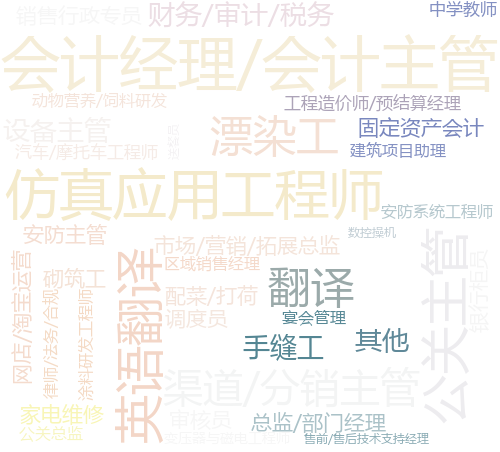 销售行政专员
财务/审计/税务
中学教师
会计经理/会计主管
动物营养/饲料研发
工程造价师/预结算经理
设备主管
漂染工
固定资产会计
汽车/摩托车工程师
建筑项目助理
仿真应用工程师
安防系统工程师
安防主管
市场/营销/拓展总监
数控操机
区域销售经理
公关主管
银行柜员
网店/淘宝运营
砌筑工
英语翻译
翻译
配菜/打荷
律师/法务/合规
涂料研发工程师
调度员
宴会管理
手缝工
其他
渠道/分销主管
家电维修
审核员
总监/部门经理
公关总监
变压器与磁电工程师
售前/售后技术支持经理